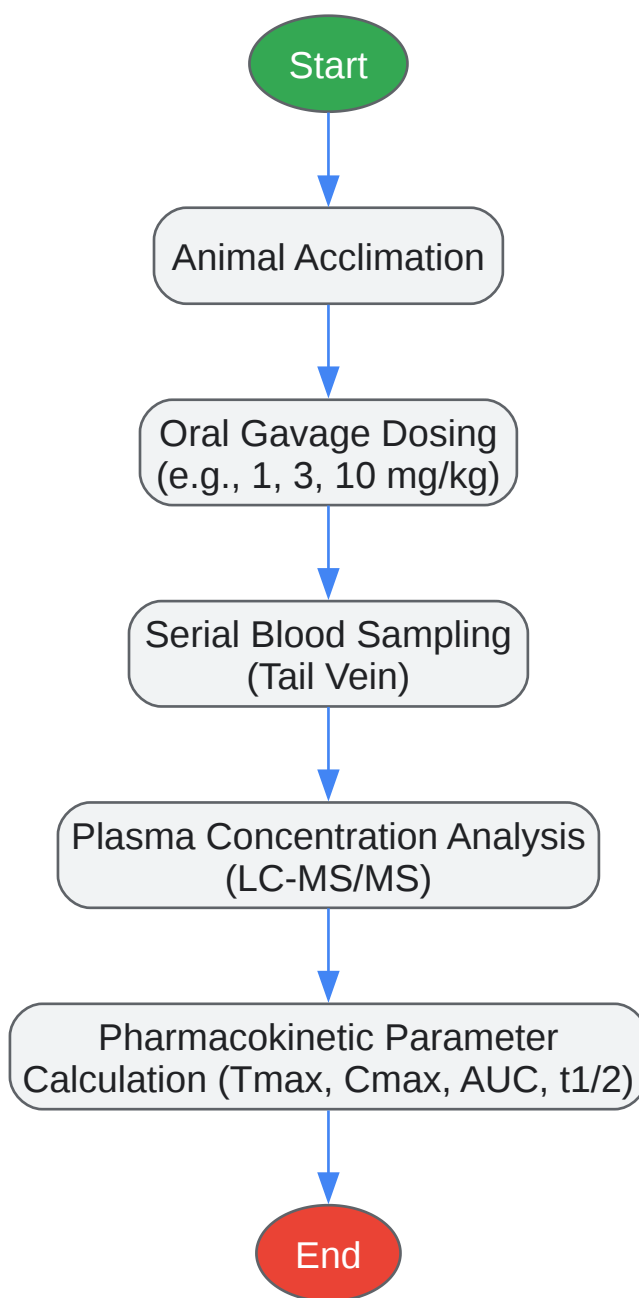 Start
Animal Acclimation
Oral Gavage Dosing
(e.g., 1, 3, 10 mg/kg)
Serial Blood Sampling
(Tail Vein)
Plasma Concentration Analysis
(LC-MS/MS)
Pharmacokinetic Parameter
Calculation (Tmax, Cmax, AUC, t1/2)
End